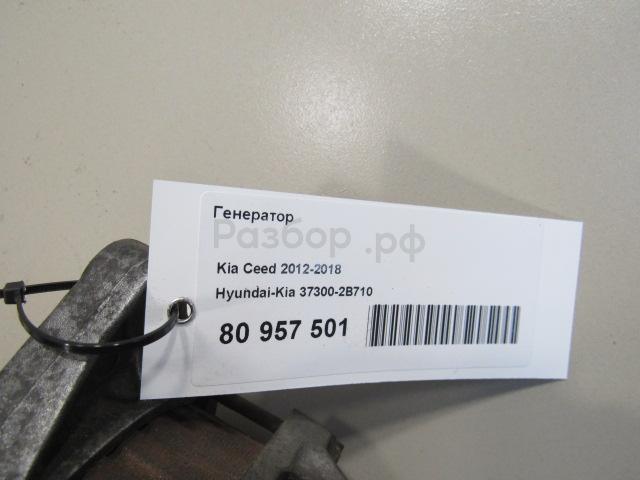 Генератор
Разбор.рф
Kia Ceed 2012-2018
Hyundai-Kia 37300-2B710
80 957 501